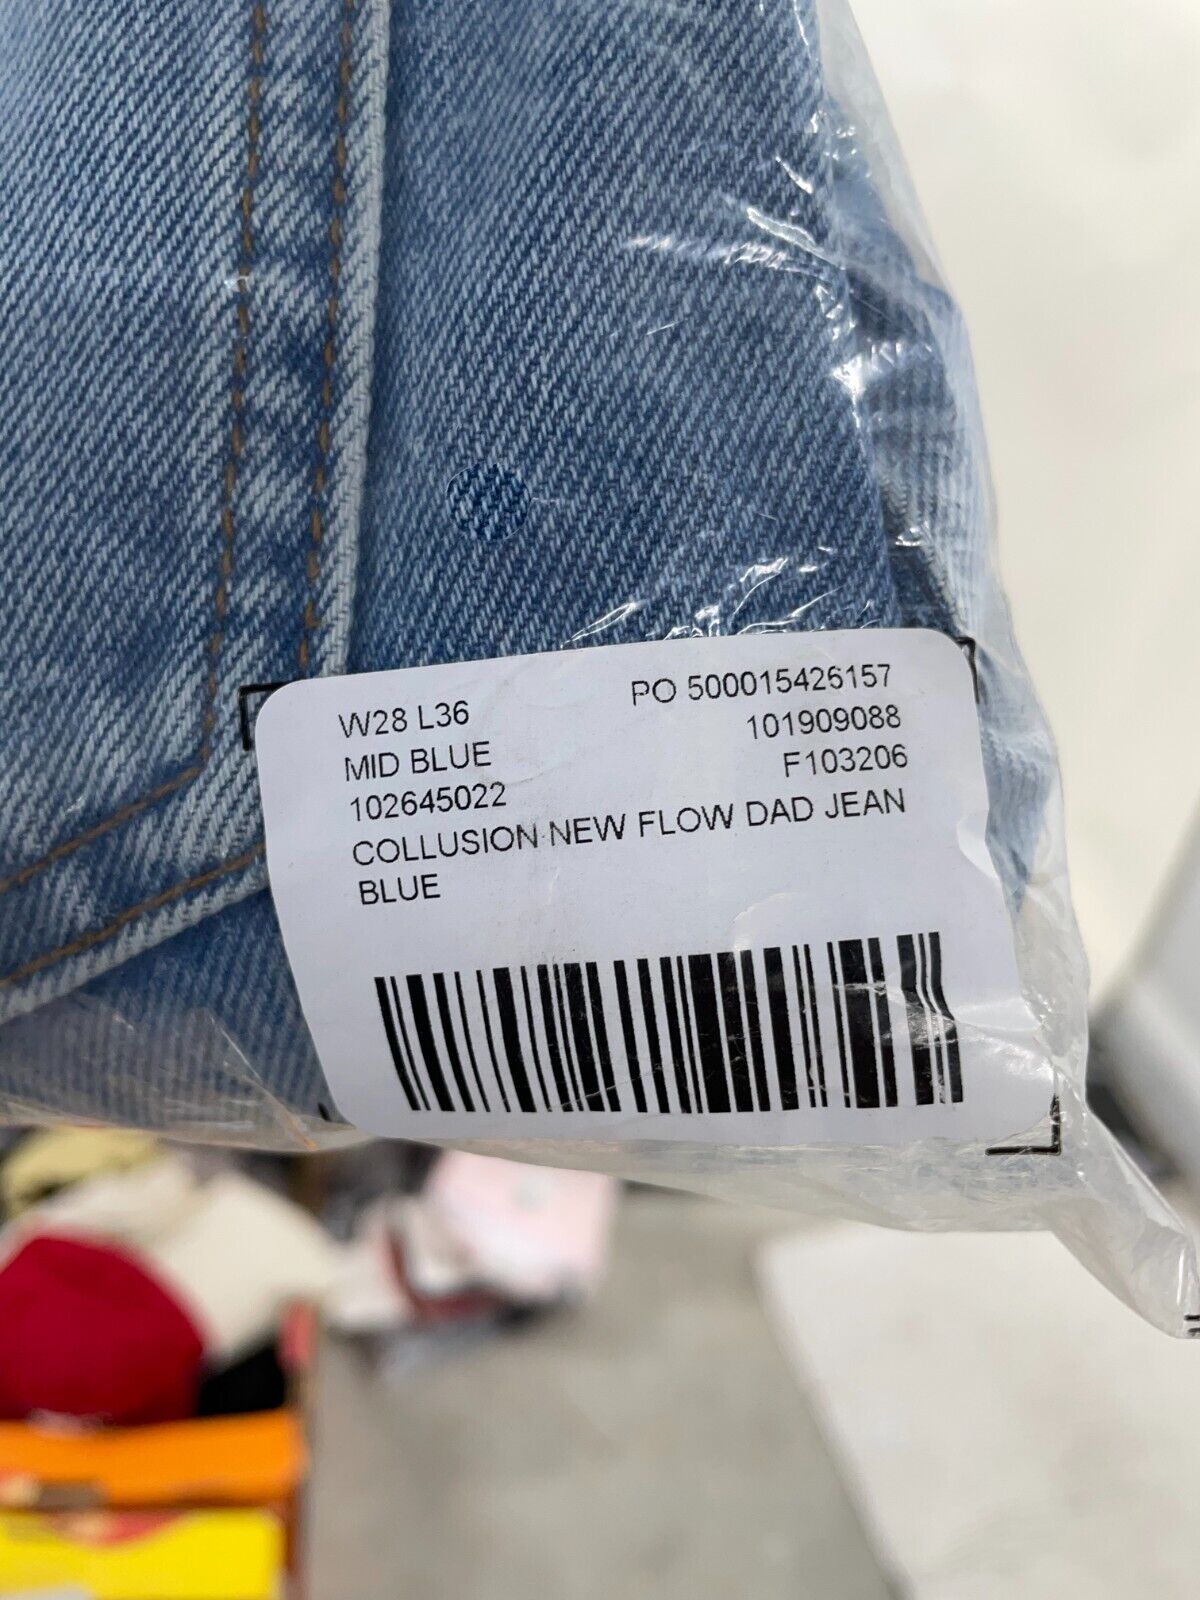 W28 L36 PO 500015426157
MID BLUE 101909088
102645022 F103206
COLLUSION NEW FLOW DAD JEAN
BLUE